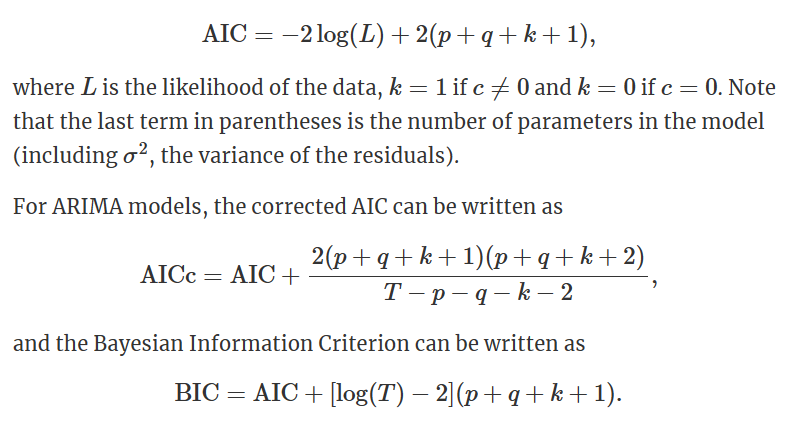 AIC = −2 log(L) + 2(p + q + k + 1),
where L is the likelihood of the data, k = 1 if c ≠ 0 and k = 0 if c = 0. Note
that the last term in parentheses is the number of parameters in the model
(including σ², the variance of the residuals).
For ARIMA models, the corrected AIC can be written as
AICc = AIC + 2(p + q + k + 1)(p + q + k + 2) / T − p − q − k − 2,
and the Bayesian Information Criterion can be written as
BIC = AIC + [log(T) − 2](p + q + k + 1).